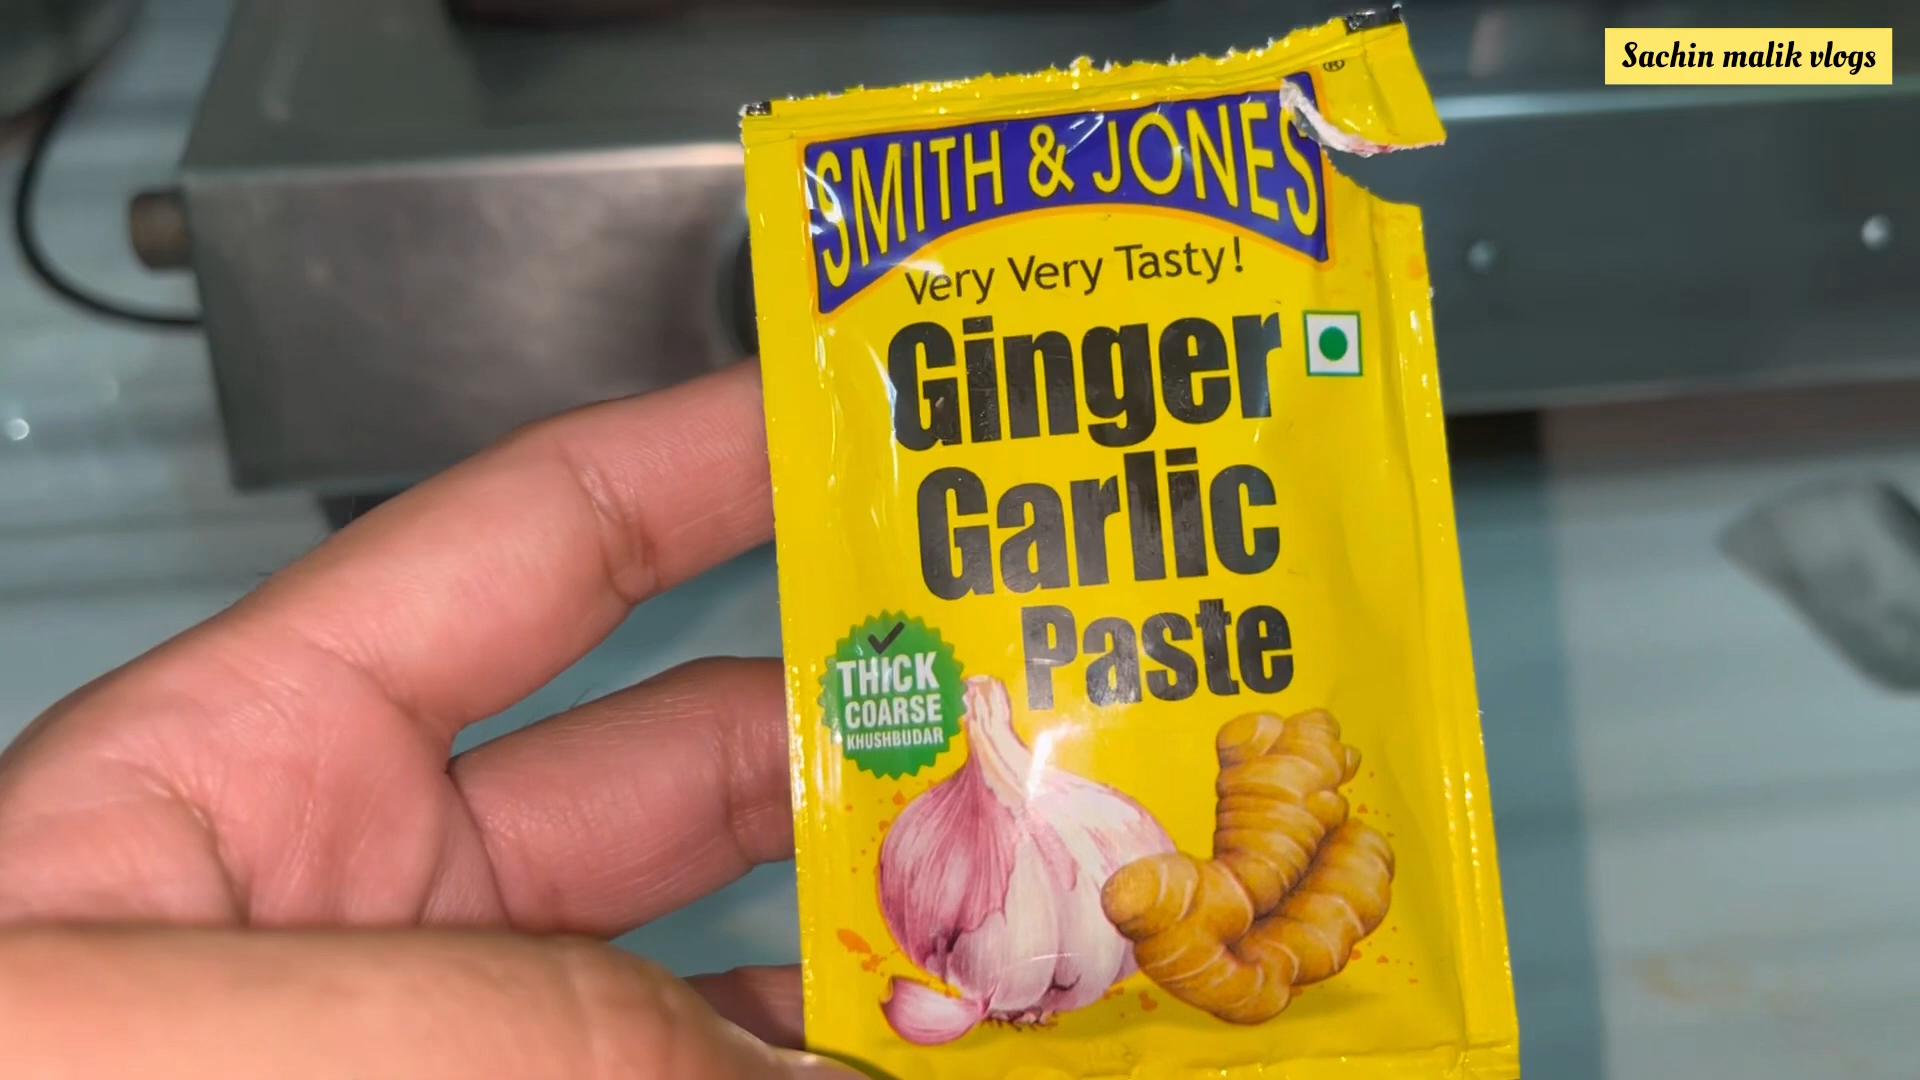 Sachin malik vlogs
SMITH & JONES®
Very Very Tasty!
Ginger
Garlic
Paste
THICK
COARSE
KHUSHBUDAR